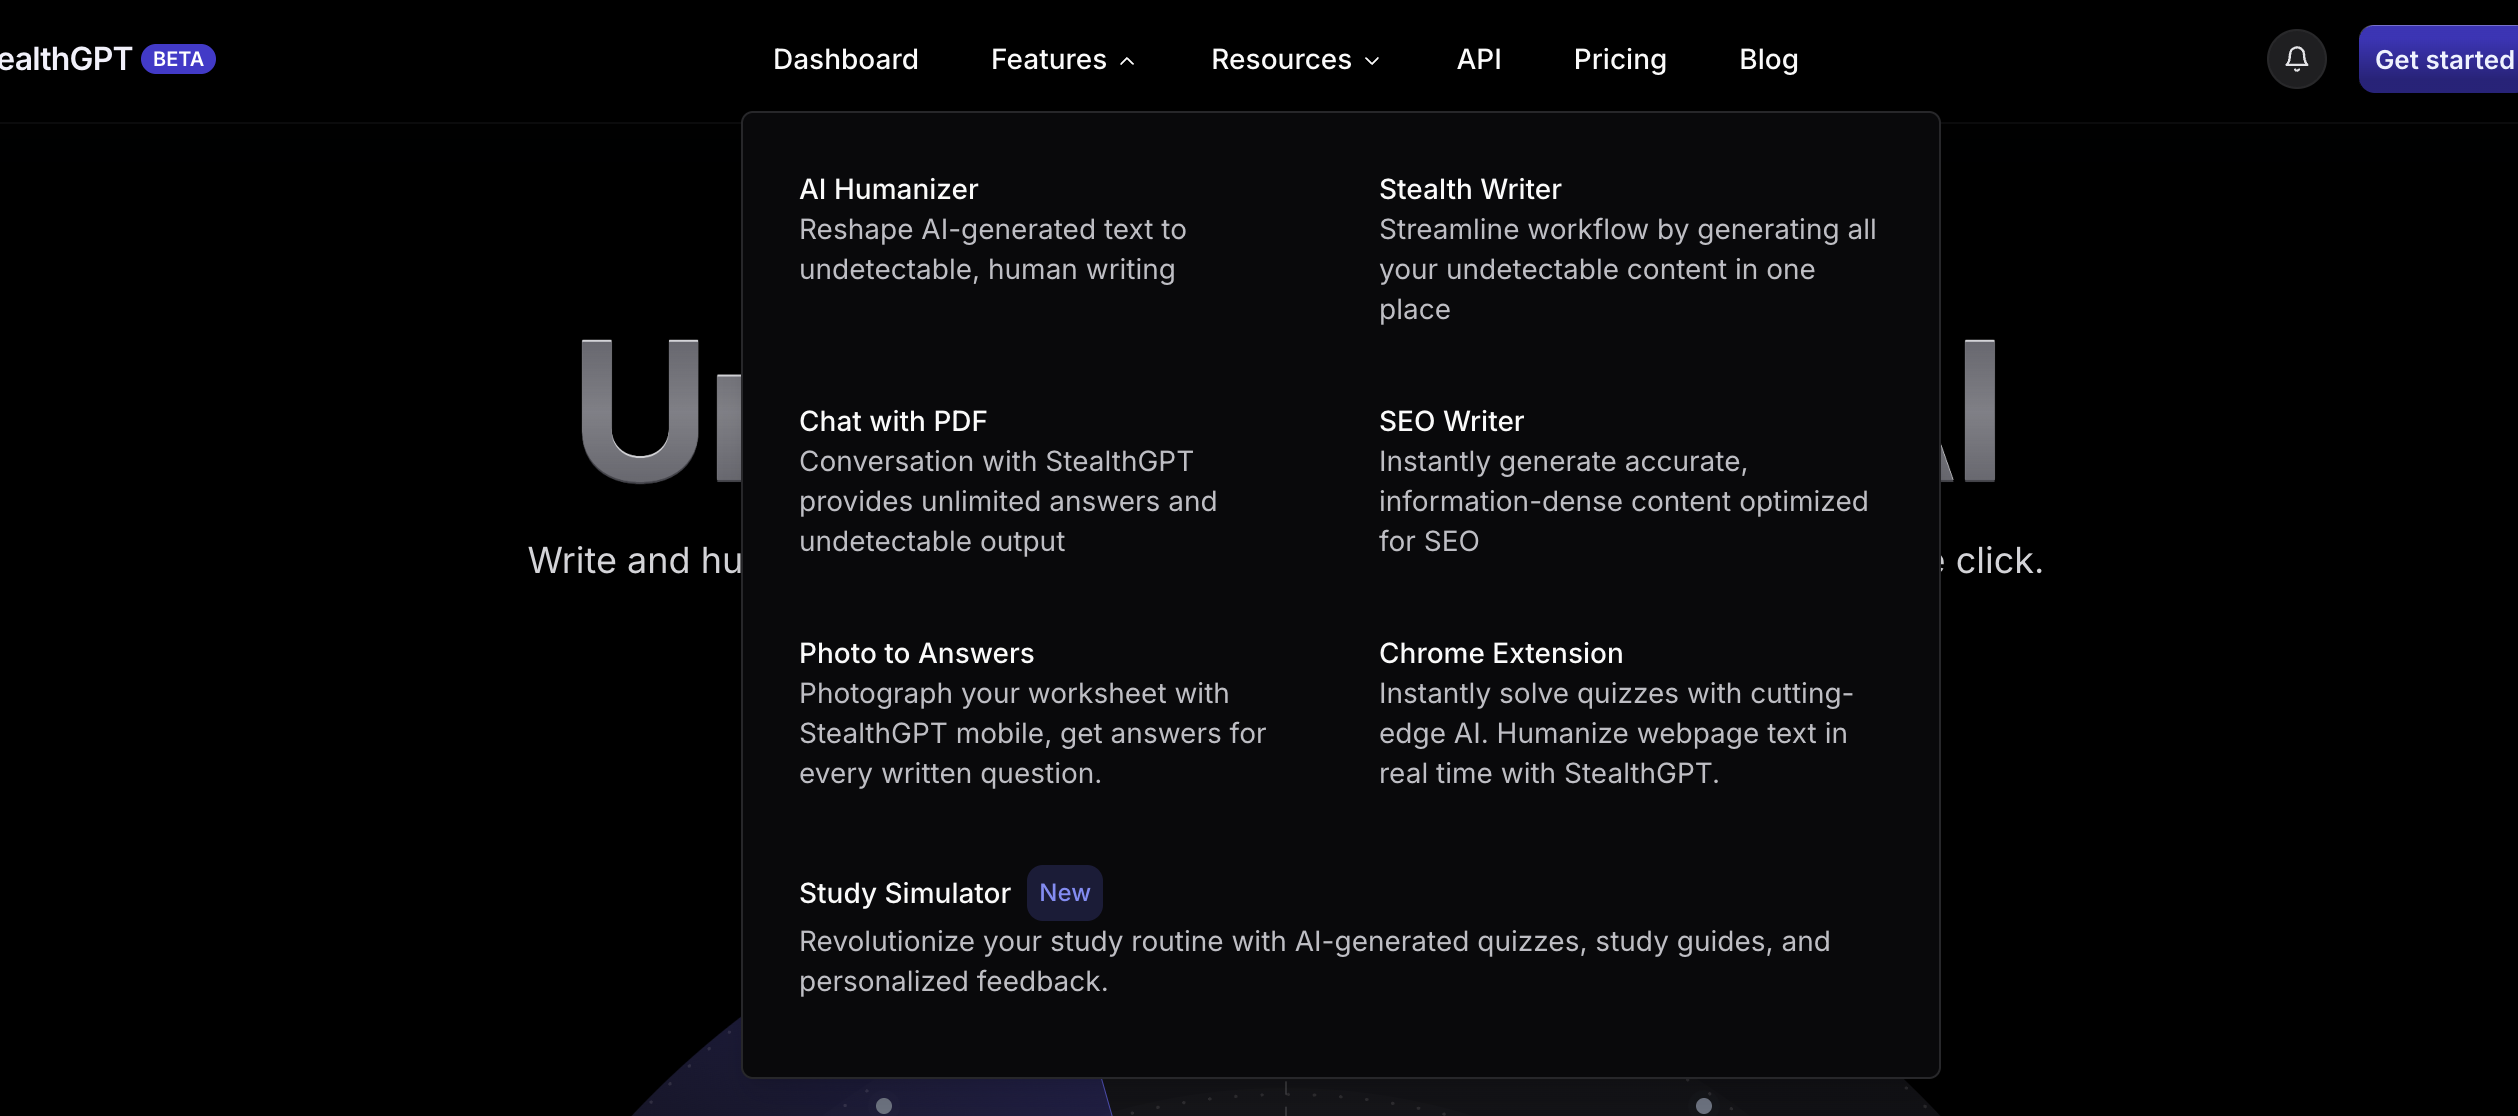 ealthGPT BETA
Dashboard Features Resources API Pricing Blog
Get started
AI Humanizer
Reshape AI-generated text to
undetectable, human writing
Stealth Writer
Streamline workflow by generating all
your undetectable content in one
place
Chat with PDF
Conversation with StealthGPT
provides unlimited answers and
undetectable output
SEO Writer
Instantly generate accurate,
information-dense content optimized
for SEO
Photo to Answers
Photograph your worksheet with
StealthGPT mobile, get answers for
every written question.
Chrome Extension
Instantly solve quizzes with cutting-
edge AI. Humanize webpage text in
real time with StealthGPT.
Study Simulator New
Revolutionize your study routine with AI-generated quizzes, study guides, and
personalized feedback.
Write and hu
click.